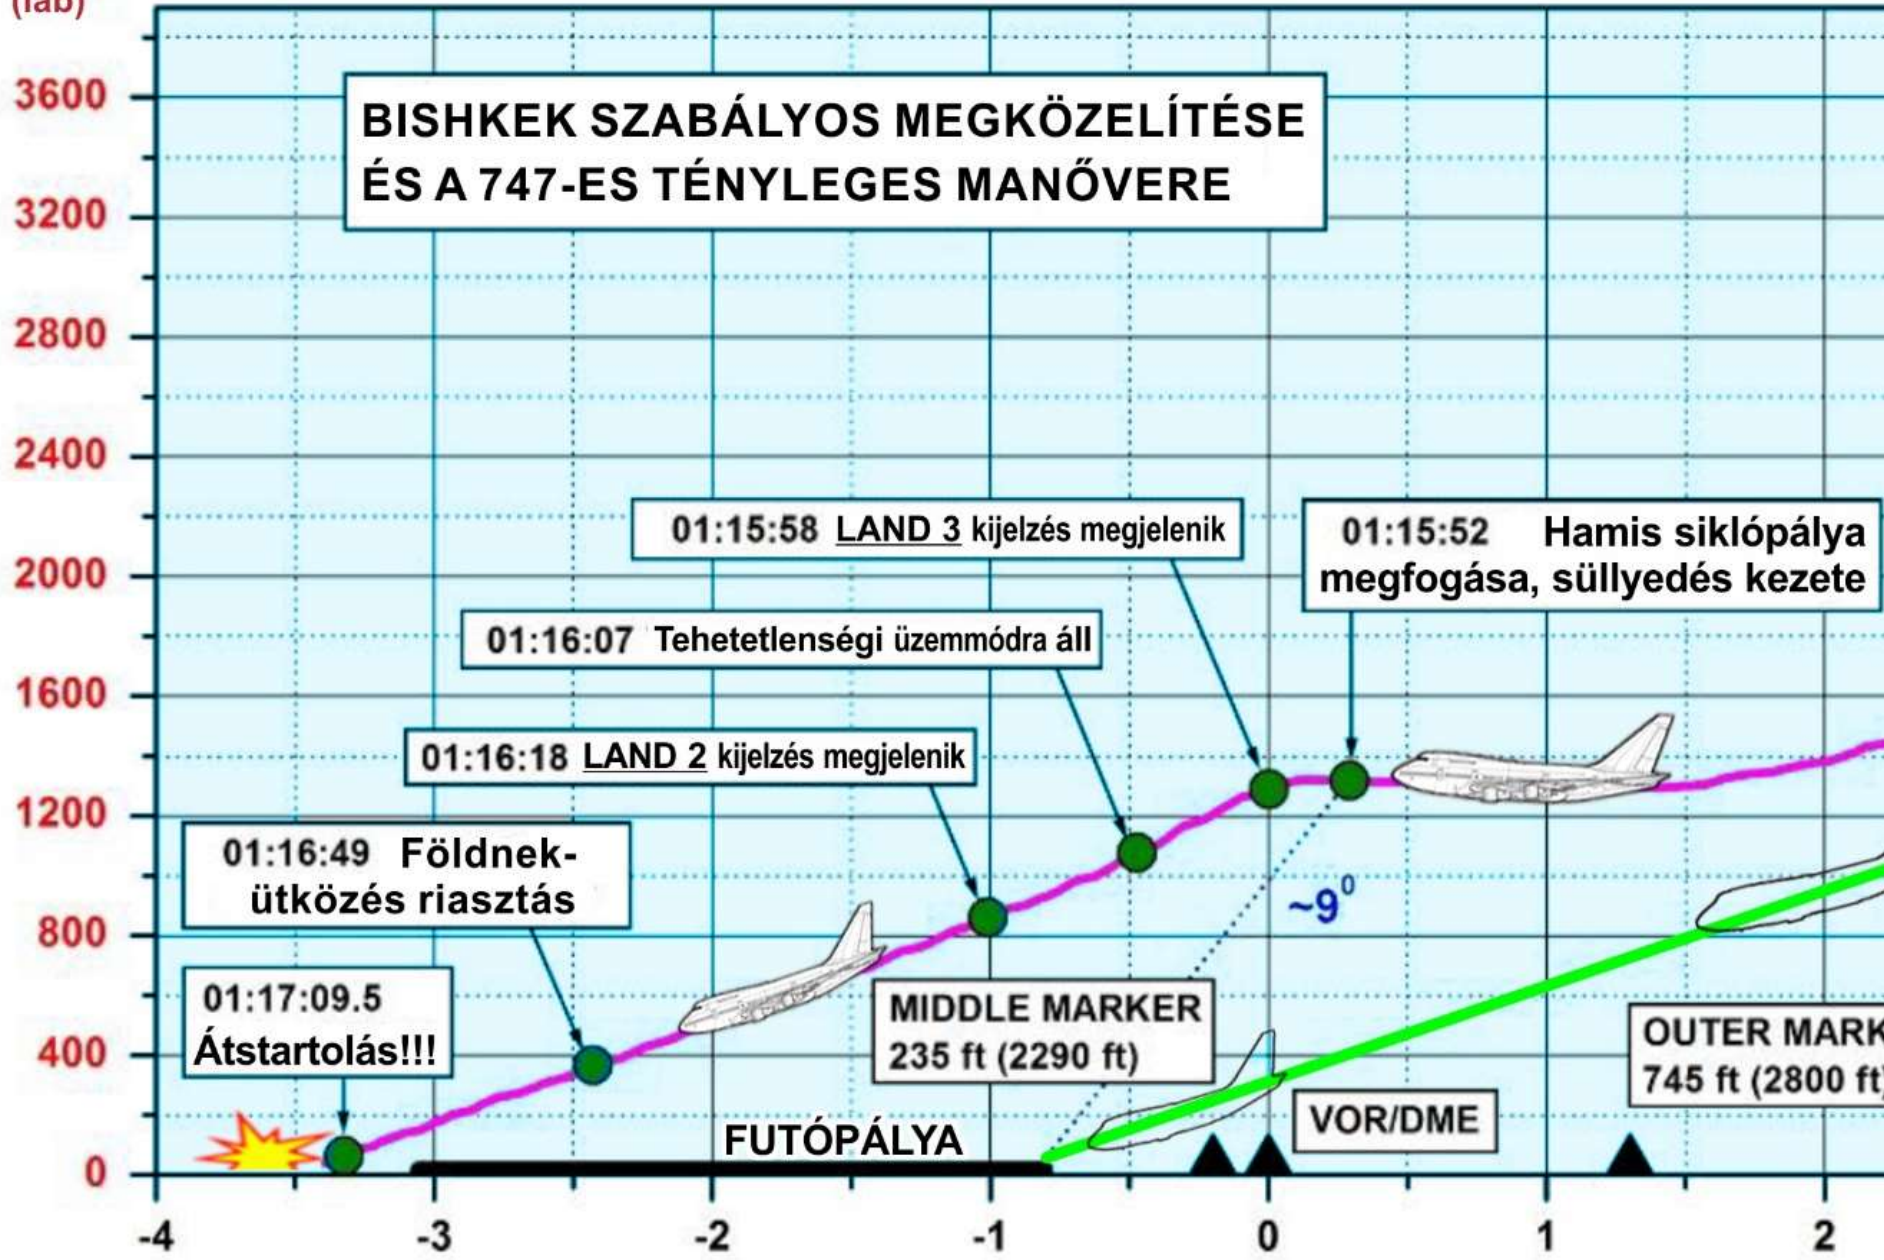 (láb)
BISHKEK SZABÁLYOS MEGKÖZELÍTÉSE
ÉS A 747-ES TÉNYLEGES MANŐVERE
3600
3200
2800
2400
2000
1600
1200
800
400
0
01:15:58 LAND 3 kijelzés megjelenik
01:15:52 Hamis siklópálya
megfogása, süllyedés kezete
01:16:07 Tehetetlenségi üzemmódra áll
01:16:18 LAND 2 kijelzés megjelenik
01:16:49 Földnek-
ütközés riasztás
~9⁰
01:17:09.5
Átstartolás!!!
MIDDLE MARKER
235 ft (2290 ft)
OUTER MARK
745 ft (2800 ft)
VOR/DME
FUTÓPÁLYA
-4 -3 -2 -1 0 1 2